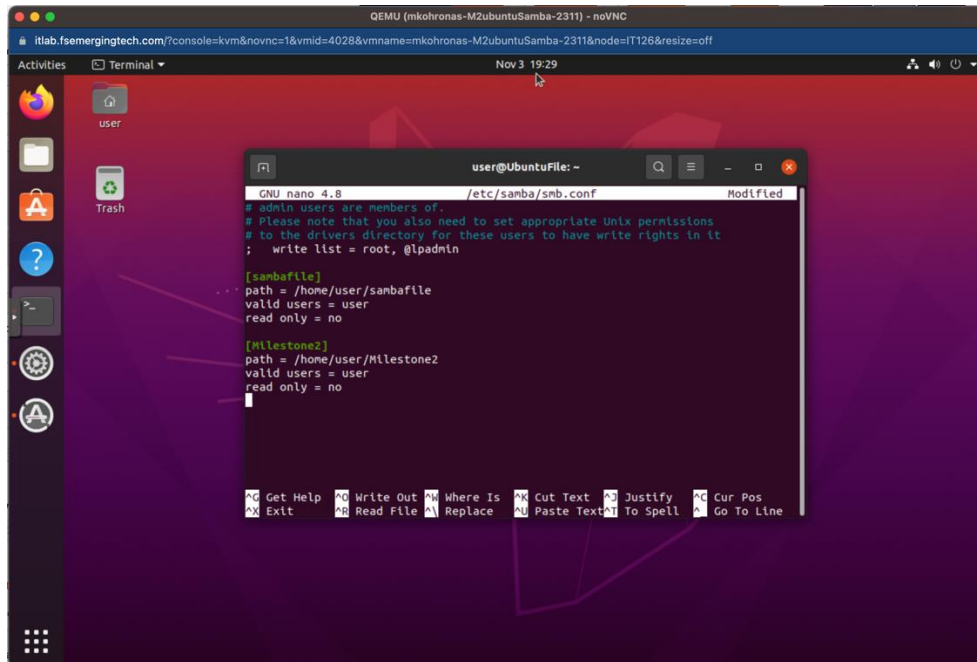 QEMU (mkohronas-M2ubuntuSamba-2311) - noVNC
itlab.fsemergingtech.com/?console=kvm&novnc=1&vmid=4028&vmname=mkohronas-M2ubuntuSamba-2311&node=IT126&resize=off
Activities Terminal Nov 3 19:29
user
Trash
user@UbuntuFile: ~
GNU nano 4.8 /etc/samba/smb.conf Modified
# admin users are members of.
# Please note that you also need to set appropriate Unix permissions
# to the drivers directory for these users to have write rights in it
;   write list = root, @lpadmin
[sambafile]
path = /home/user/sambafile
valid users = user
read only = no
[Milestone2]
path = /home/user/Milestone2
valid users = user
read only = no
^G Get Help ^O Write Out ^W Where Is ^K Cut Text ^J Justify ^C Cur Pos
^X Exit ^R Read File ^\ Replace ^U Paste Text ^T To Spell ^_ Go To Line